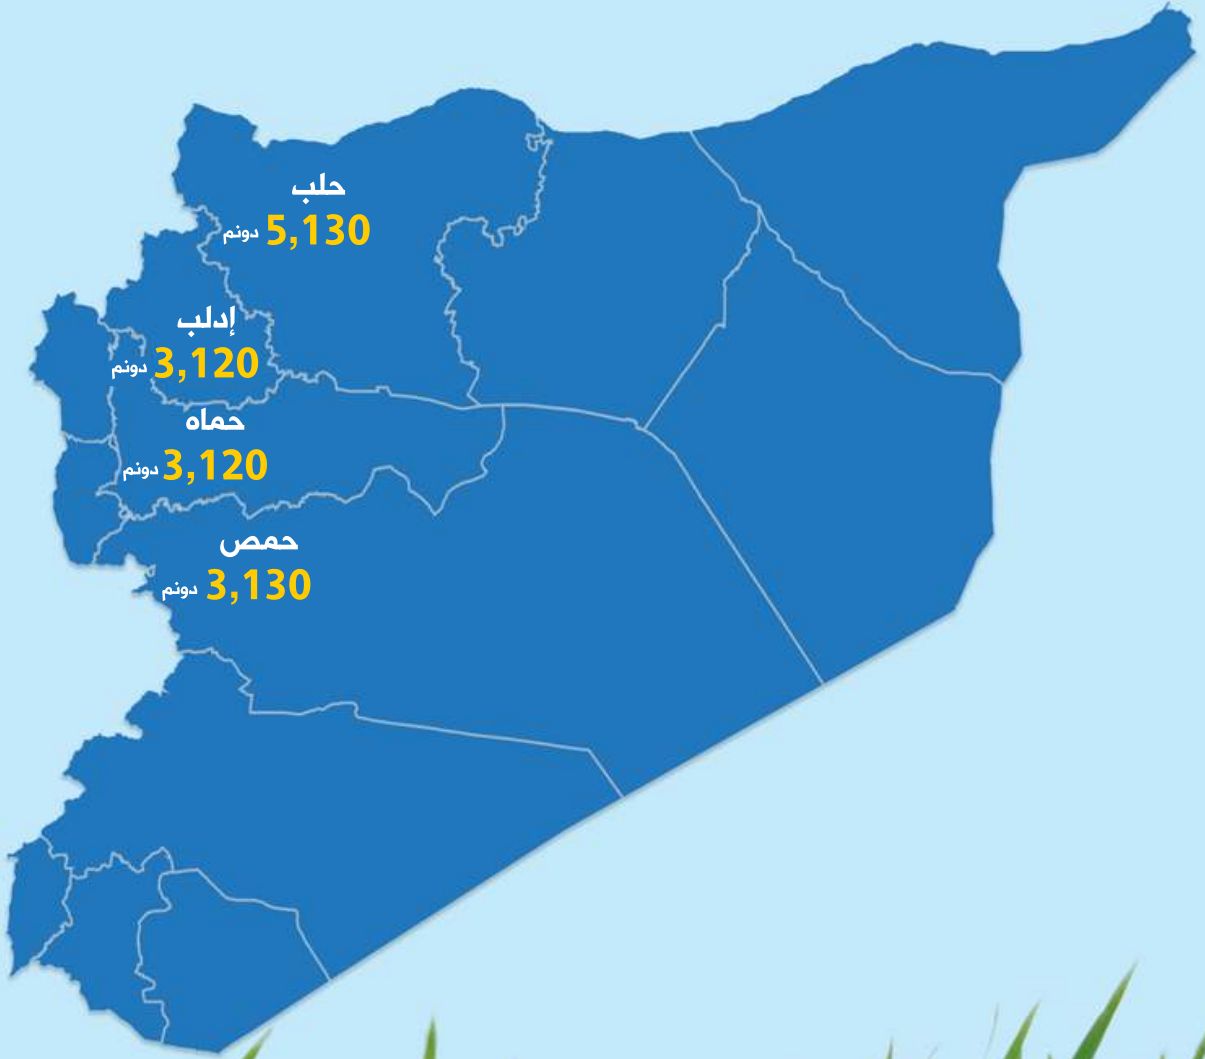 حلب
5,130 دونم
إدلب
3,120 دونم
حماه
3,120 دونم
حمص
3,130 دونم